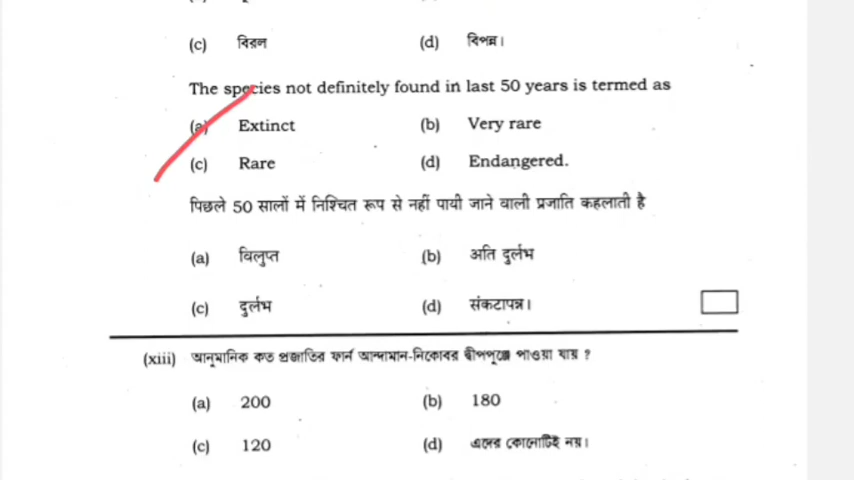 (c) বিরল (d) বিপন্ন।
The species not definitely found in last 50 years is termed as
(a) Extinct (b) Very rare
(c) Rare (d) Endangered.
पिछले 50 सालों में निश्चित रूप से नहीं पायी जाने वाली प्रजाति कहलाती है
(a) विलुप्त (b) अति दुर्लभ
(c) दुर्लभ (d) संकटापन्न।
(xiii) আনুমানিক কত প্রজাতির ফার্ন আন্দামান-নিকোবর দ্বীপপুঞ্জে পাওয়া যায় ?
(a) 200 (b) 180
(c) 120 (d) এদের কোনোটিই নয়।